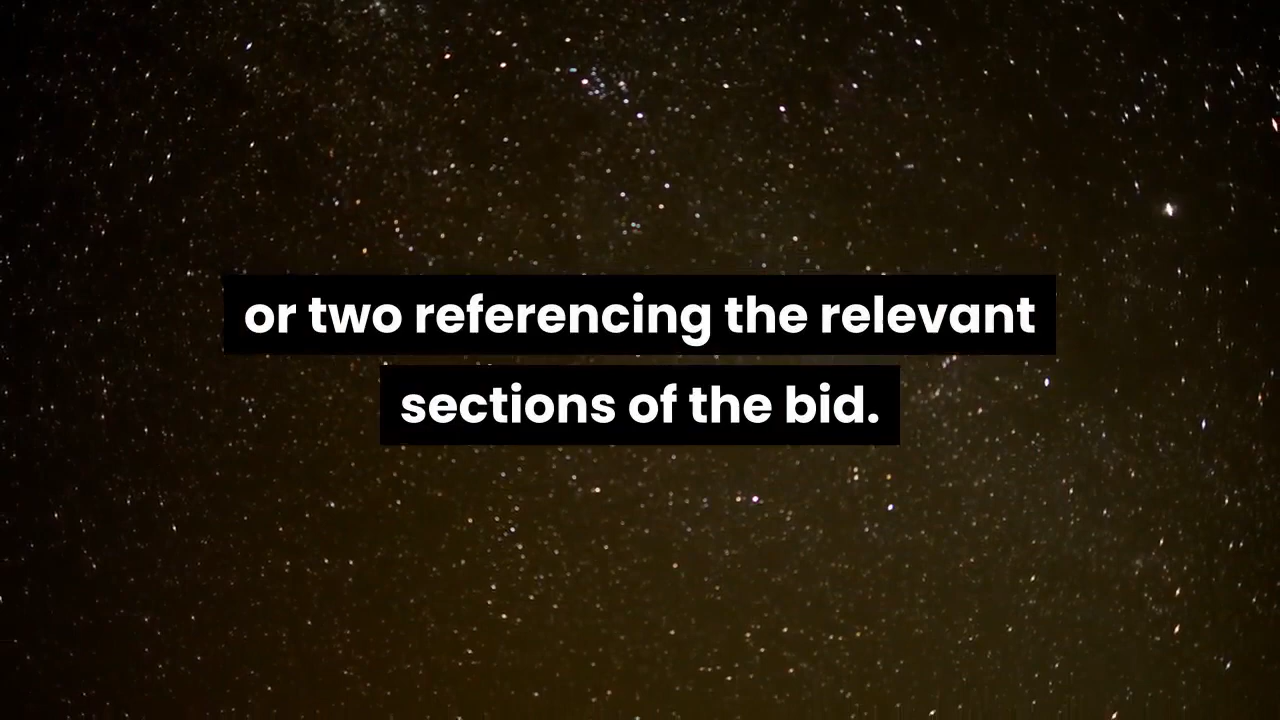 or two referencing the relevant
sections of the bid.